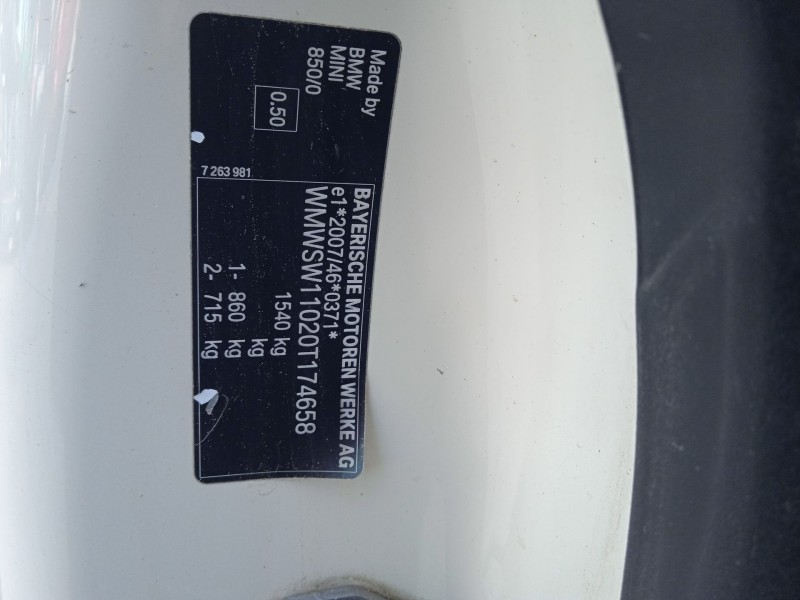 Made by
BMW
MINI
850/0
0.50
7 263 981
BAYERISCHE MOTOREN WERKE AG
e1*2007/46*0371*
WMWSW11020T174658
1540 kg
kg
1- 860 kg
2- 715 kg